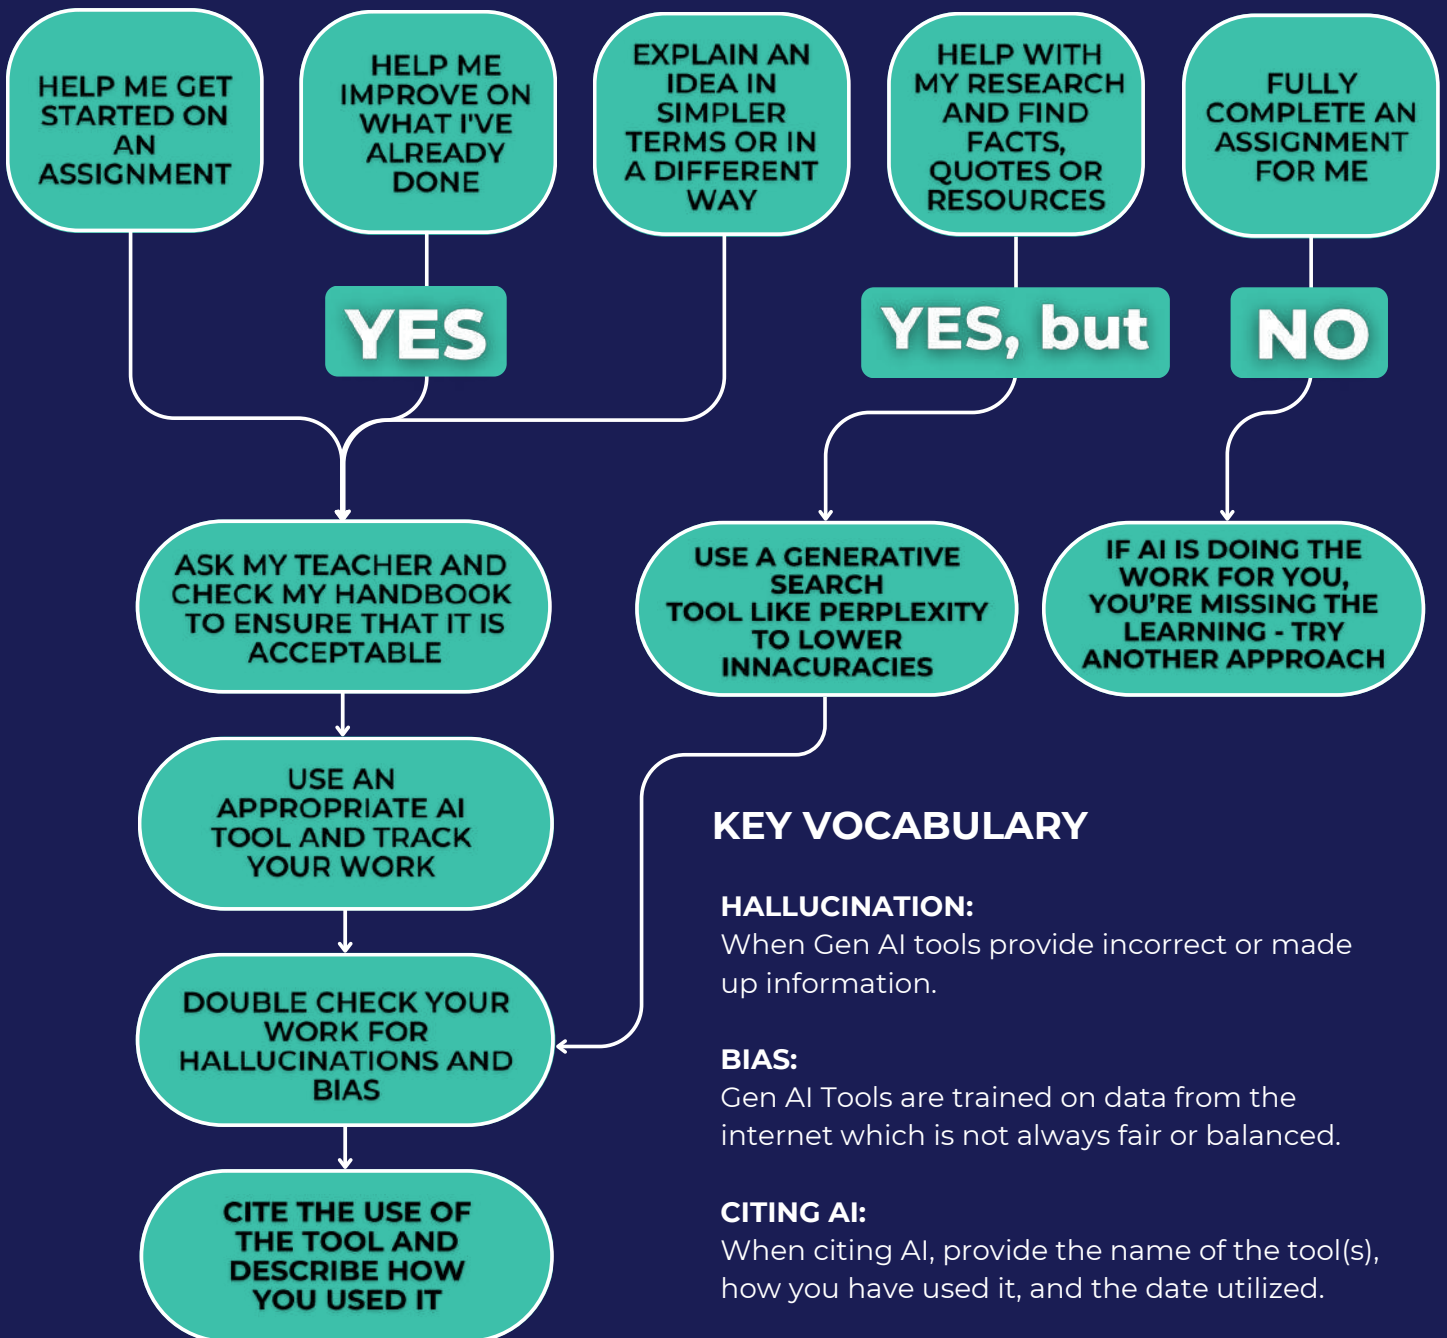 HELP ME GET
STARTED ON
AN
ASSIGNMENT
HELP ME
IMPROVE ON
WHAT I'VE
ALREADY
DONE
EXPLAIN AN
IDEA IN
SIMPLER
TERMS OR IN
A DIFFERENT
WAY
HELP WITH
MY RESEARCH
AND FIND
FACTS,
QUOTES OR
RESOURCES
FULLY
COMPLETE AN
ASSIGNMENT
FOR ME
YES
YES, but
NO
ASK MY TEACHER AND
CHECK MY HANDBOOK
TO ENSURE THAT IT IS
ACCEPTABLE
USE A GENERATIVE
SEARCH
TOOL LIKE PERPLEXITY
TO LOWER
INNACURACIES
IF AI IS DOING THE
WORK FOR YOU,
YOU’RE MISSING THE
LEARNING - TRY
ANOTHER APPROACH
USE AN
APPROPRIATE AI
TOOL AND TRACK
YOUR WORK
DOUBLE CHECK YOUR
WORK FOR
HALLUCINATIONS AND
BIAS
CITE THE USE OF
THE TOOL AND
DESCRIBE HOW
YOU USED IT
KEY VOCABULARY
HALLUCINATION:
When Gen AI tools provide incorrect or made
up information.
BIAS:
Gen AI Tools are trained on data from the
internet which is not always fair or balanced.
CITING AI:
When citing AI, provide the name of the tool(s),
how you have used it, and the date utilized.